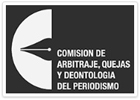 COMISION DE
ARBITRAJE, QUEJAS
Y DEONTOLOGIA
DEL PERIODISMO